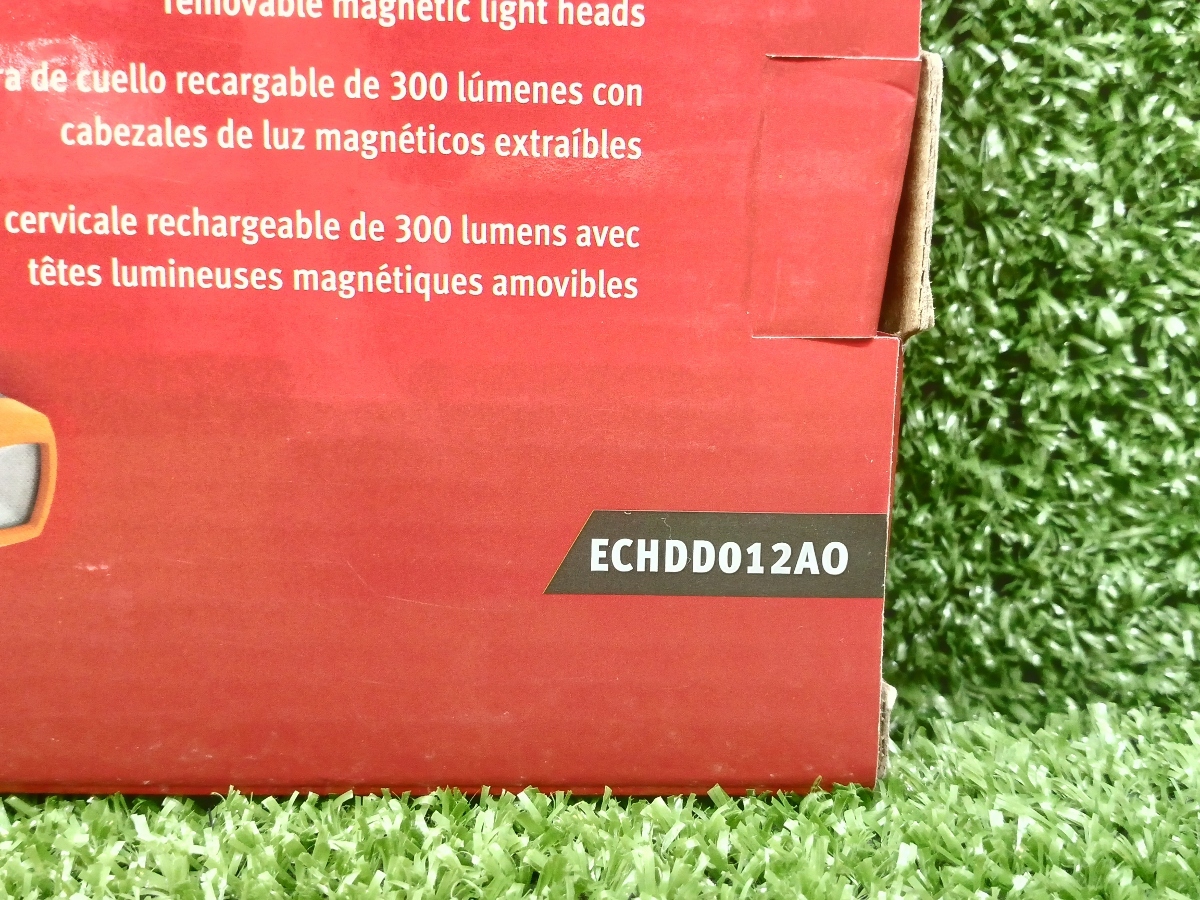 removable magnetic light heads
de cuello recargable de 300 lúmenes con
cabezales de luz magnéticos extraíbles
cervicale rechargeable de 300 lumens avec
têtes lumineuses magnétiques amovibles
ECHDD012AO